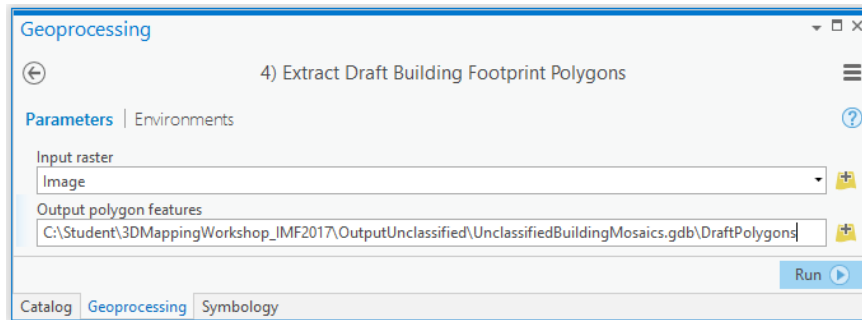 Geoprocessing
4) Extract Draft Building Footprint Polygons
Parameters | Environments
Input raster
Image
Output polygon features
C:\Student\3DMappingWorkshop_IMF2017\OutputUnclassified\UnclassifiedBuildingMosaics.gdb\DraftPolygons
Run
Catalog Geoprocessing Symbology